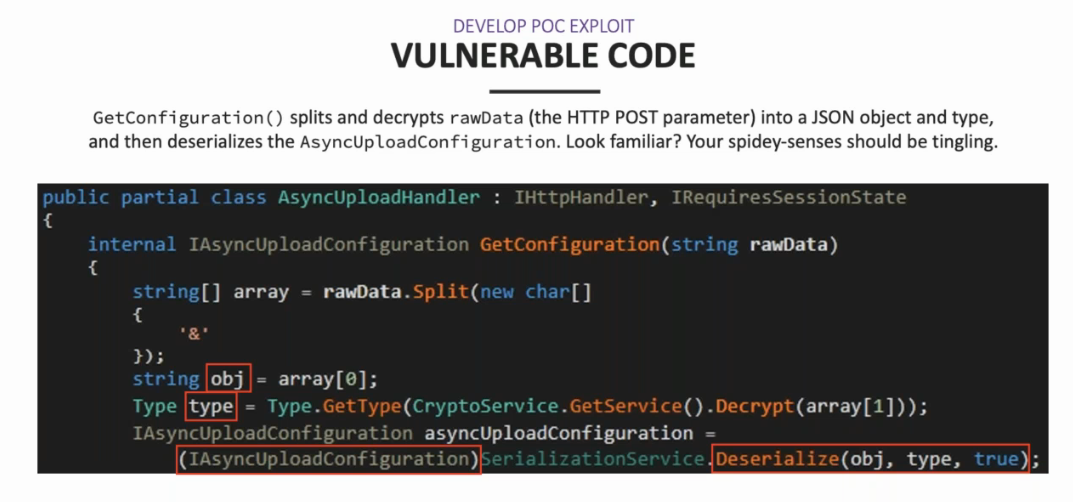 DEVELOP POC EXPLOIT
VULNERABLE CODE
GetConfiguration() splits and decrypts rawData (the HTTP POST parameter) into a JSON object and type,
and then deserializes the AsyncUploadConfiguration. Look familiar? Your spidey-senses should be tingling.
public partial class AsyncUploadHandler : IHttpHandler, IRequiresSessionState
{
internal IAsyncUploadConfiguration GetConfiguration(string rawData)
{
string[] array = rawData.Split(new char[]
{
'&'
});
string obj = array[0];
Type type = Type.GetType(CryptoService.GetService().Decrypt(array[1]));
IAsyncUploadConfiguration asyncUploadConfiguration =
(IAsyncUploadConfiguration)SerializationService.Deserialize(obj, type, true);